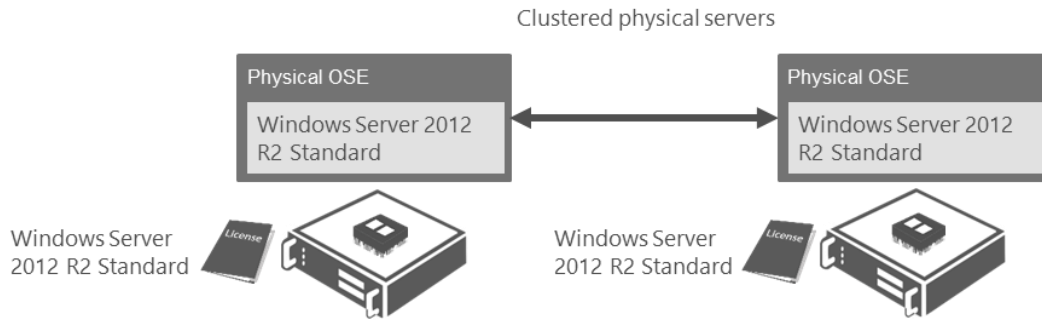 Clustered physical servers
Physical OSE
Windows Server 2012
R2 Standard
Physical OSE
Windows Server 2012
R2 Standard
Windows Server
2012 R2 Standard
License
Windows Server
2012 R2 Standard
License